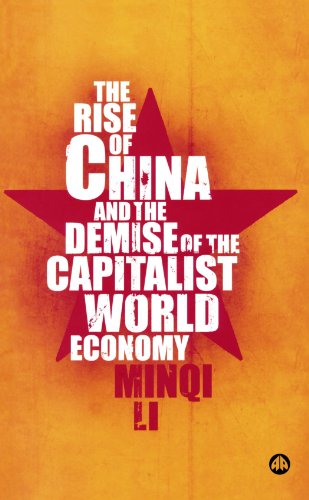 THE
RISE
OF
CHINA
AND THE
DEMISE OF THE
CAPITALIST
WORLD
ECONOMY
MINQI
LI